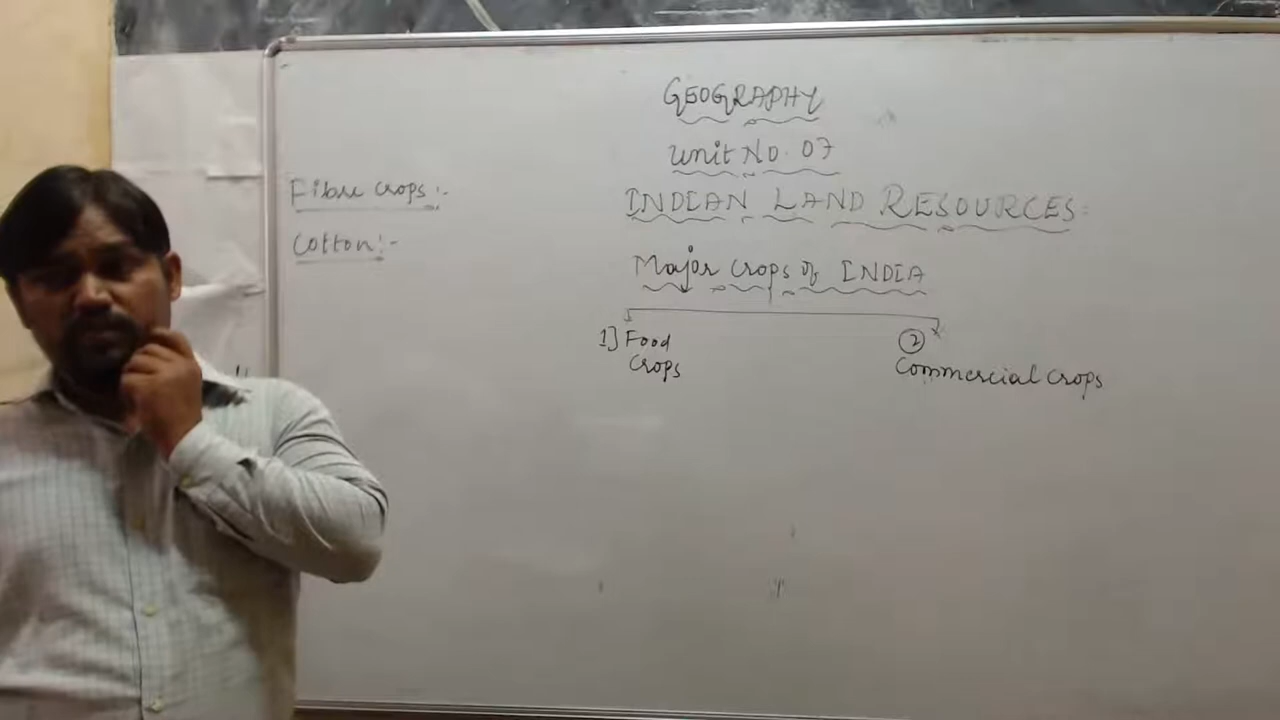 GEOGRAPHY
Unit No. 07
INDIAN LAND RESOURCES:
Major crops of INDIA
1] Food
Crops
②
Commercial Crops
Fibre Crops :-
Cotton :-